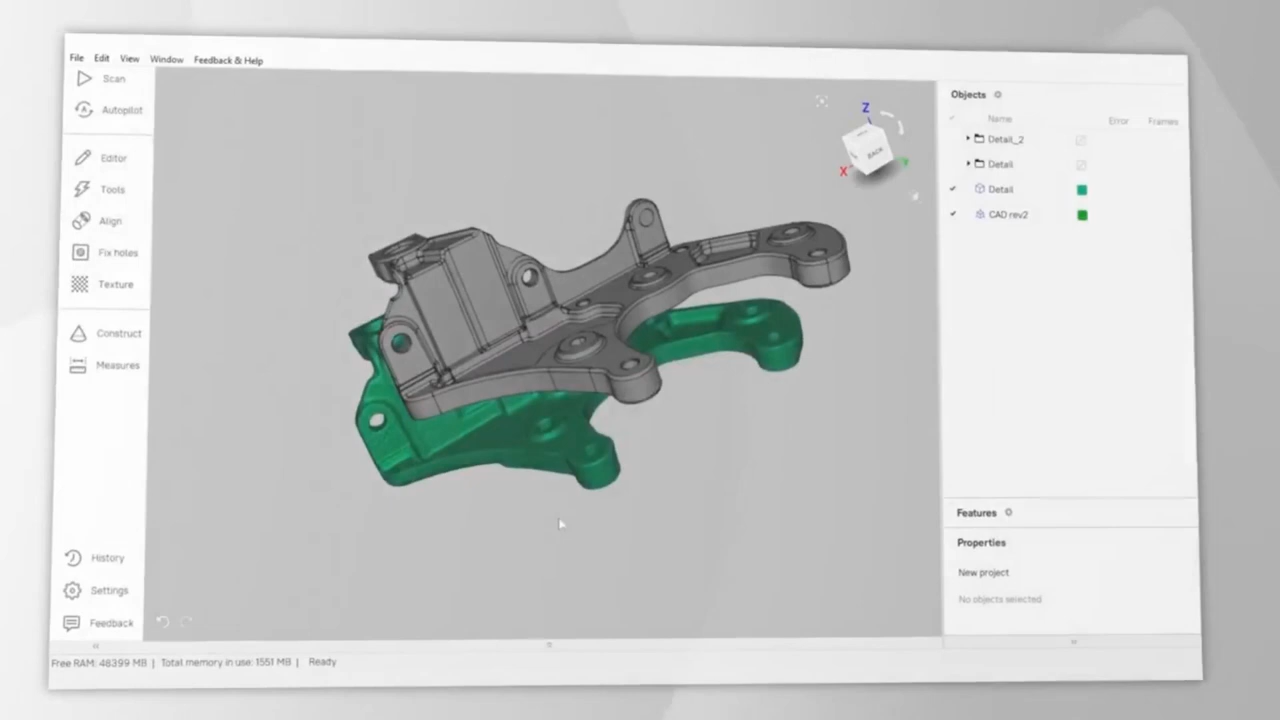 File Edit View Window Feedback & Help
Scan
Autopilot
Editor
Tools
Align
Fix holes
Texture
Construct
Measures
History
Settings
Feedback
Z
X
BACK
Objects
Name Error Frames
Detail_2
Detail
Detail
CAD rev2
Features
Properties
New project
No objects selected
Free RAM: 48399 MB | Total memory in use: 1551 MB | Ready